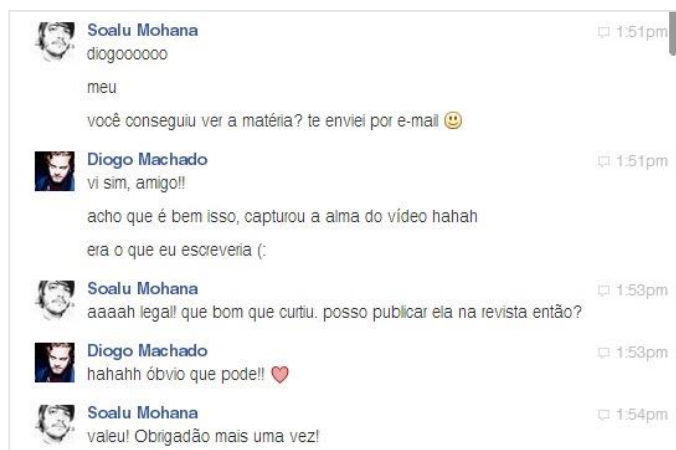 Soalu Mohana 1:51pm
diogoooooo
meu
você conseguiu ver a matéria? te enviei por e-mail
Diogo Machado 1:51pm
vi sim, amigo!!
acho que é bem isso, capturou a alma do vídeo hahah
era o que eu escreveria (:
Soalu Mohana 1:53pm
aaaah legal! que bom que curtiu. posso publicar ela na revista então?
Diogo Machado 1:53pm
hahahh óbvio que pode!!
Soalu Mohana 1:54pm
valeu! Obrigadão mais uma vez!